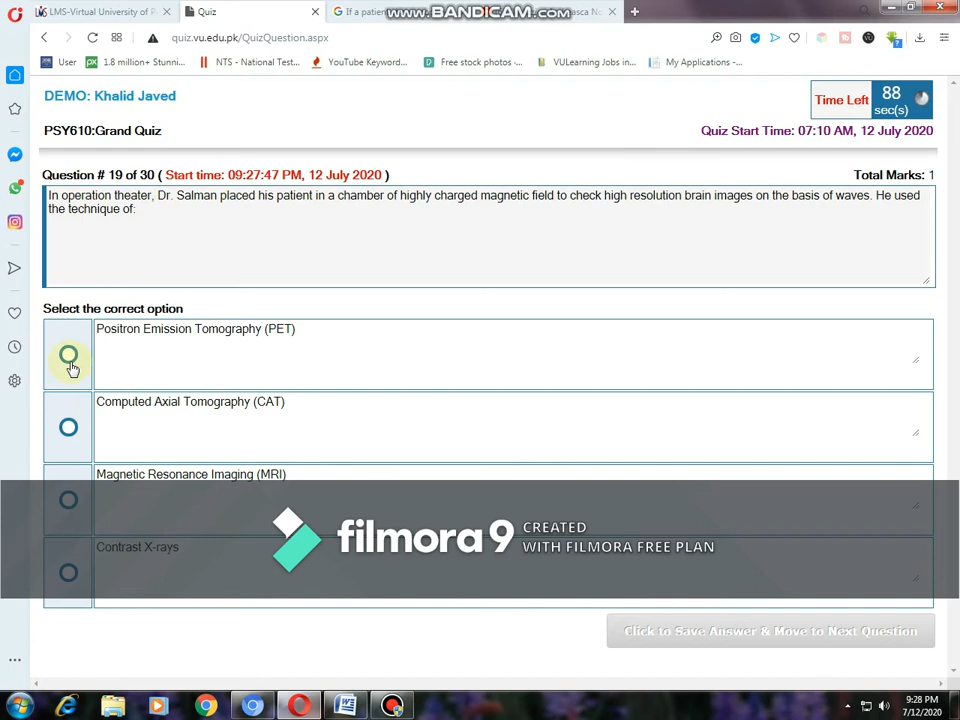 LMS-Virtual University of P
Quiz
If a patien
www.BANDICAM.com
asca No
quiz.vu.edu.pk/QuizQuestion.aspx
User
1.8 million+ Stunni...
NTS - National Test...
YouTube Keyword...
Free stock photos -...
VULearning Jobs in...
My Applications -...
DEMO: Khalid Javed
Time Left
88
sec(s)
PSY610:Grand Quiz
Quiz Start Time: 07:10 AM, 12 July 2020
Question # 19 of 30 ( Start time: 09:27:47 PM, 12 July 2020 )
Total Marks: 1
In operation theater, Dr. Salman placed his patient in a chamber of highly charged magnetic field to check high resolution brain images on the basis of waves. He used
the technique of:
Select the correct option
Positron Emission Tomography (PET)
Computed Axial Tomography (CAT)
Magnetic Resonance Imaging (MRI)
filmora9 CREATED
WITH FILMORA FREE PLAN
Contrast X-rays
Click to Save Answer & Move to Next Question
9:28 PM
7/12/2020